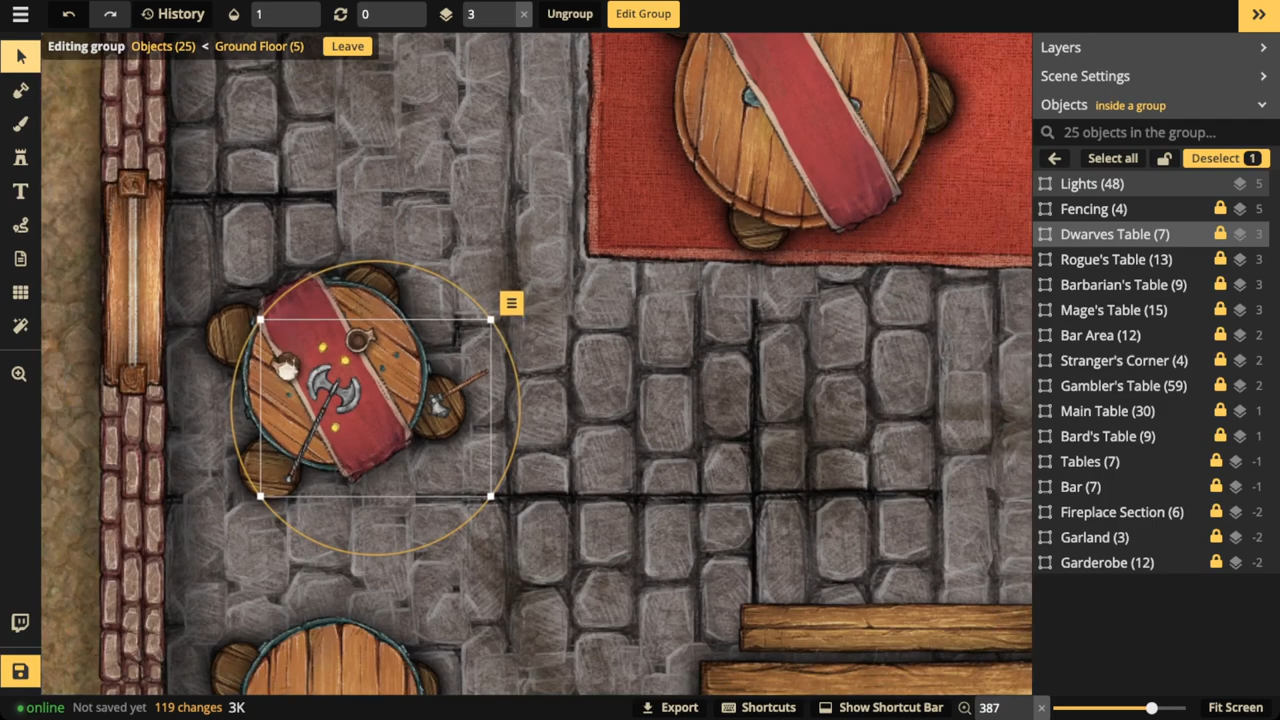 History
1
0
3
×
Ungroup
Edit Group
Editing group
Objects (25)
<
Ground Floor (5)
Leave
Layers
Scene Settings
Objects
inside a group
25 objects in the group...
Select all
Deselect 1
Lights (48) 5
Fencing (4) 5
Dwarves Table (7) 3
Rogue's Table (13) 3
Barbarian's Table (9) 3
Mage's Table (15) 3
Bar Area (12) 2
Stranger's Corner (4) 2
Gambler's Table (59) 2
Main Table (30) 1
Bard's Table (9) 1
Tables (7) -1
Bar (7) -1
Fireplace Section (6) -2
Garland (3) -2
Garderobe (12) -2
online
Not saved yet
119 changes
3K
Export
Shortcuts
Show Shortcut Bar
387
×
Fit Screen